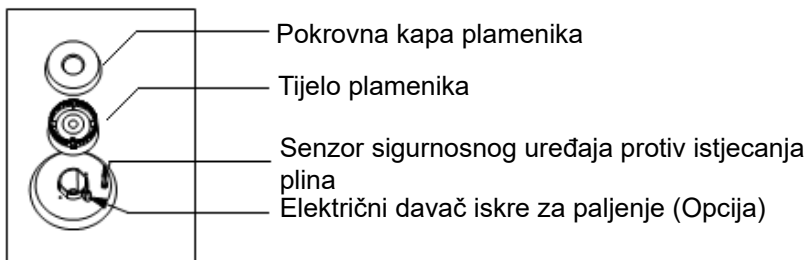 Pokrovna kapa plamenika
Tijelo plamenika
Senzor sigurnosnog uređaja protiv istjecanja
plina
Električni davač iskre za paljenje (Opcija)